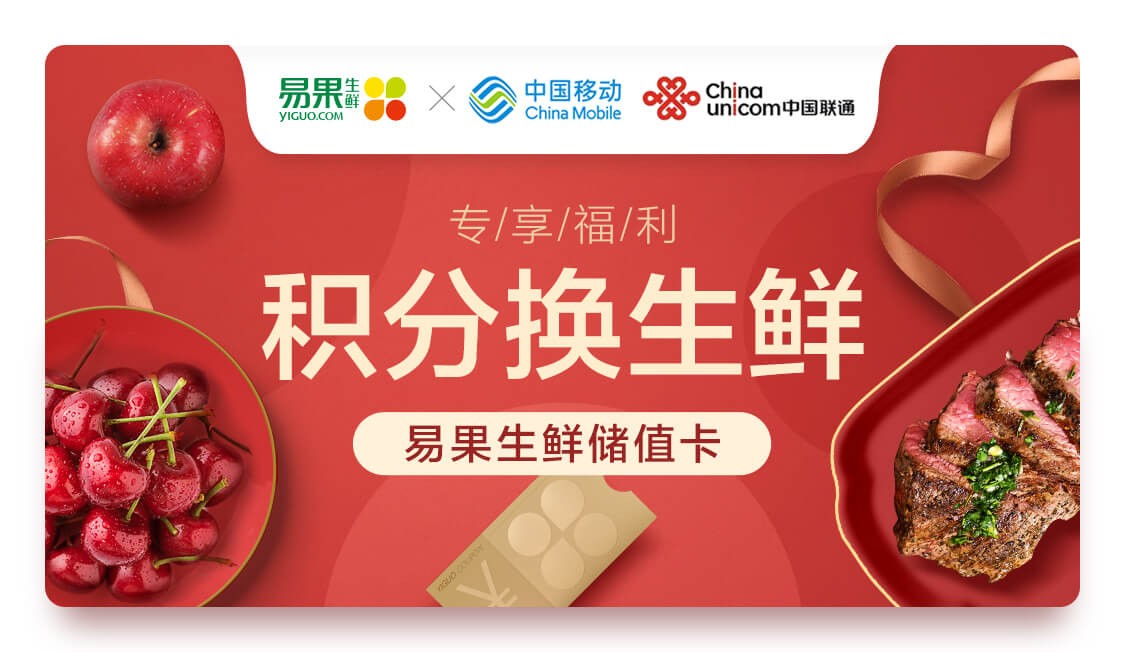 易果生鲜
YIGUO.COM
中国移动
China Mobile
China
unicom中国联通
专/享/福/利
积分换生鲜
易果生鲜储值卡
YIGUO COUPON
¥